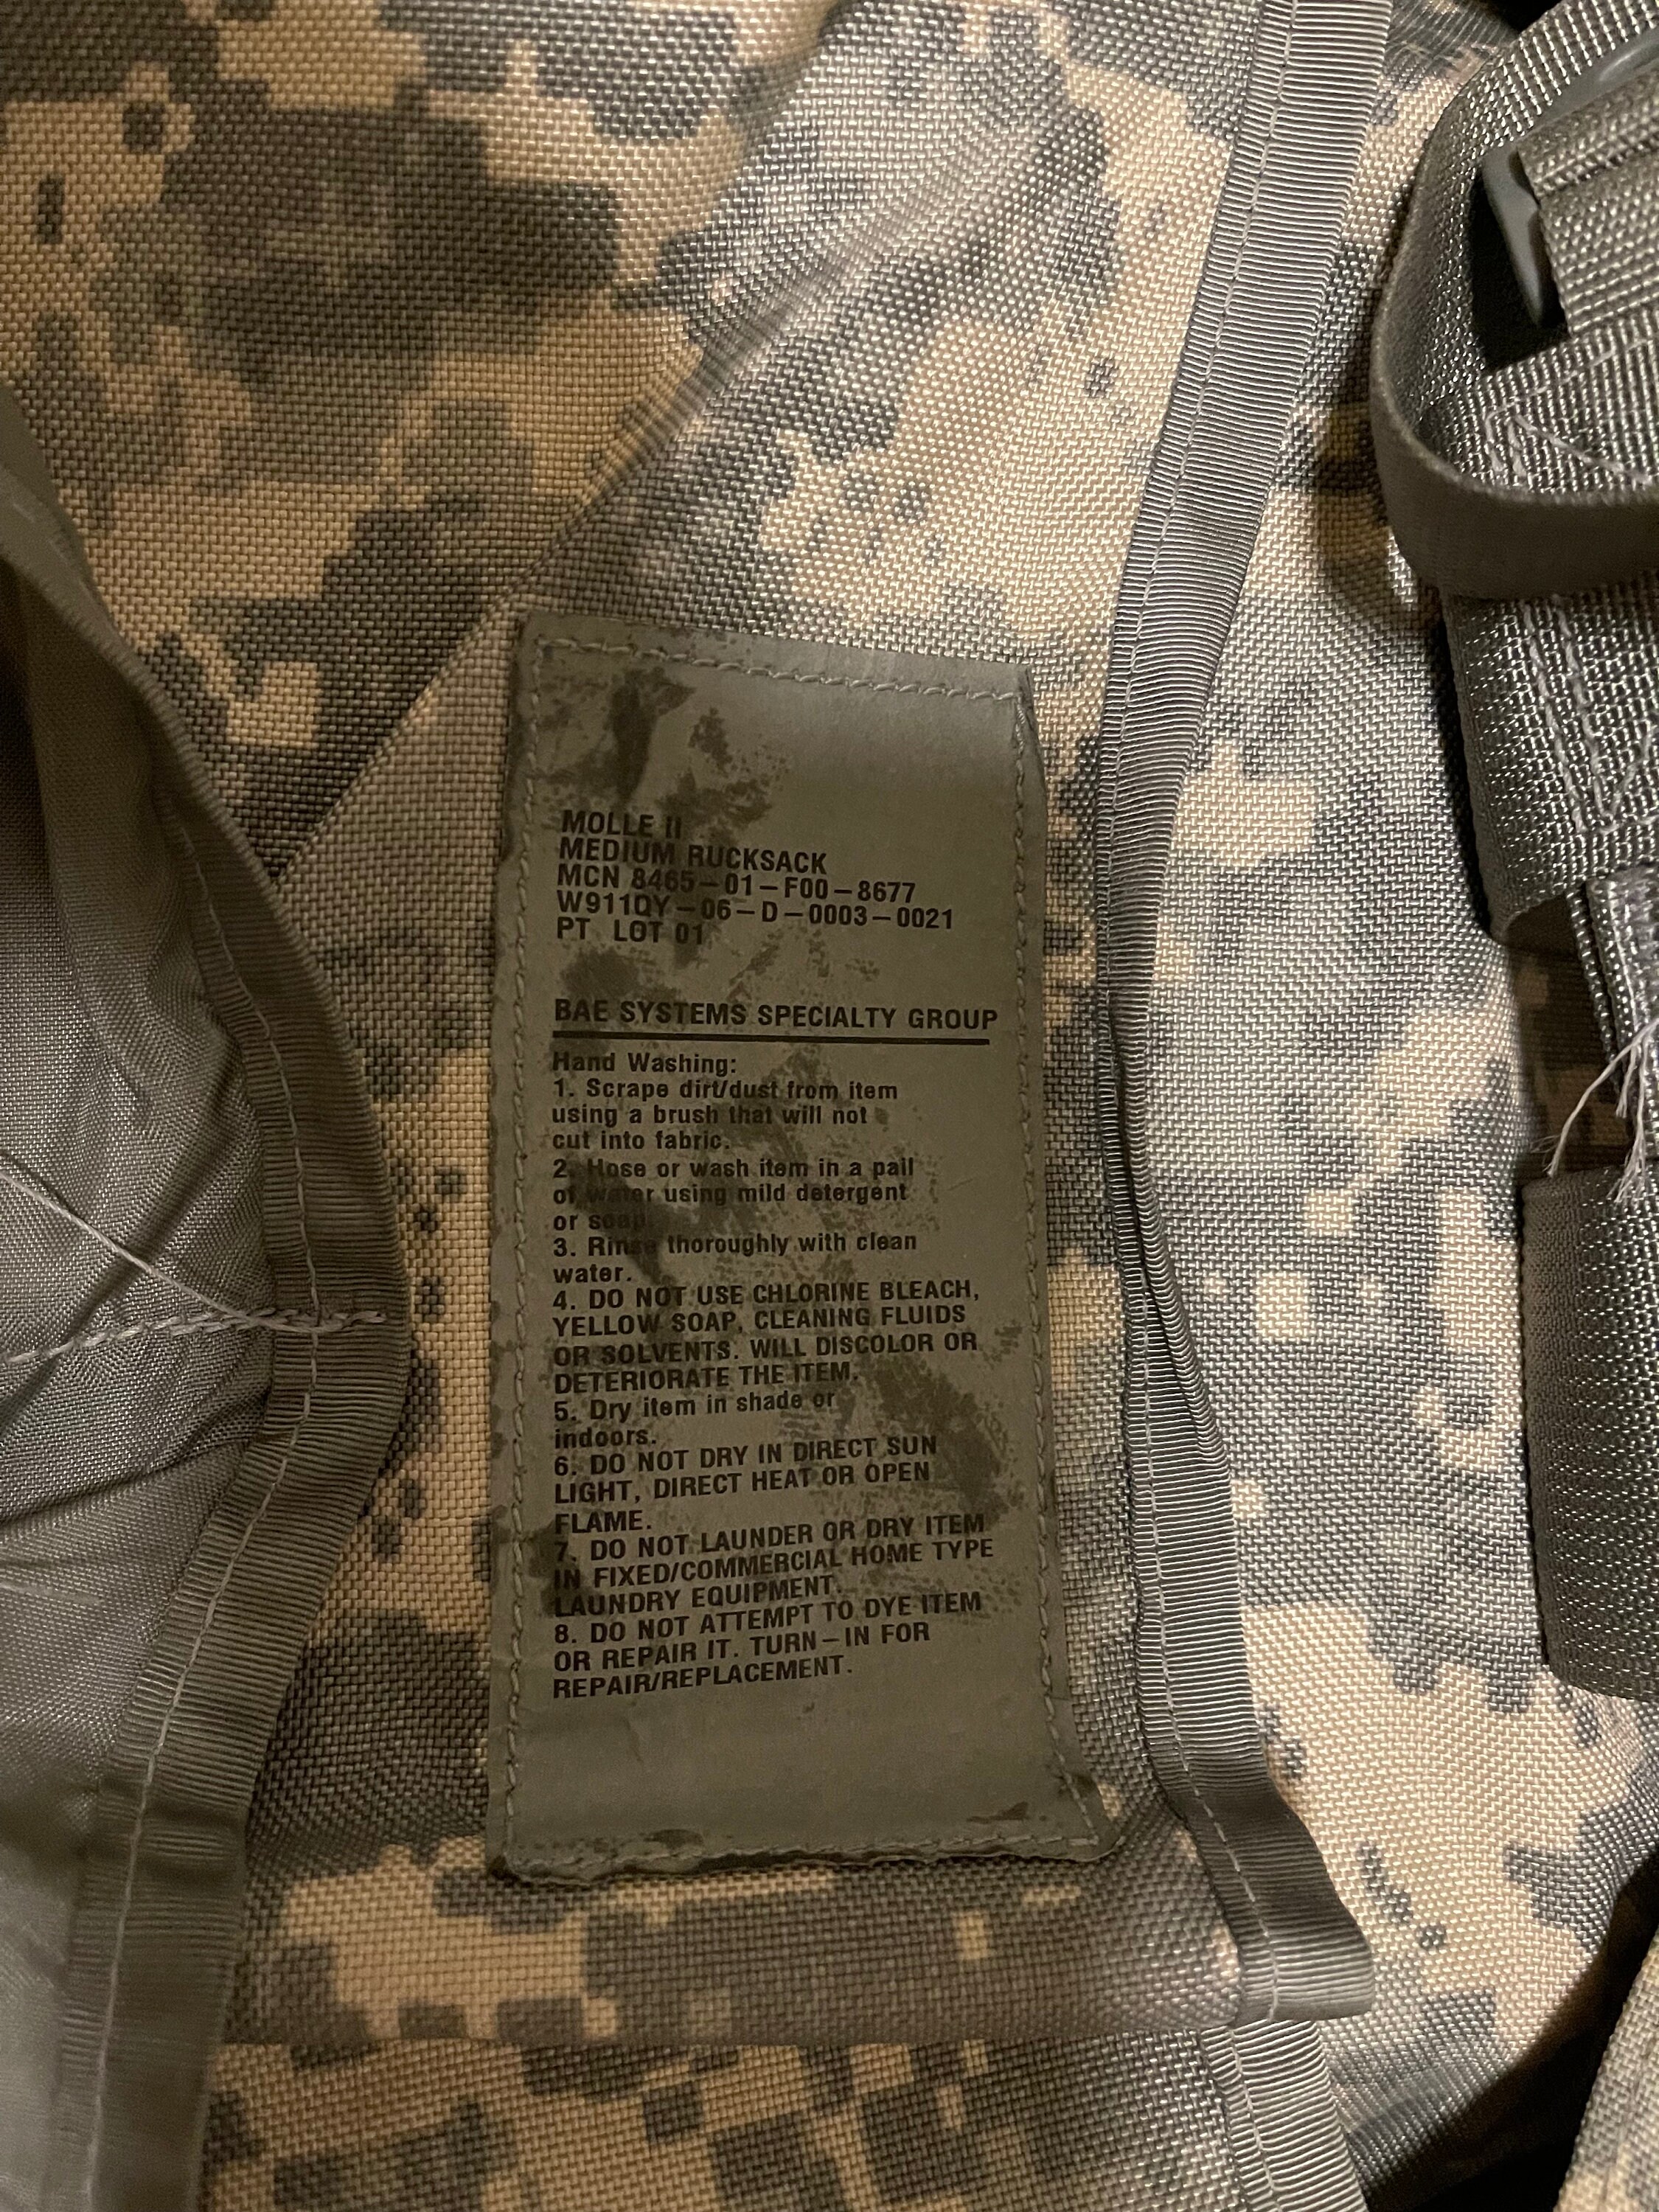 MOLLE II
MEDIUM RUCKSACK
MCN 8465-01-F00-8677
W911QY-06-D-0003-0021
PT LOT 01
BAE SYSTEMS SPECIALTY GROUP
Hand Washing:
1. Scrape dirt/dust from item
using a brush that will not
cut into fabric.
2. Hose or wash item in a pail
of water using mild detergent
or soap.
3. Rinse thoroughly with clean
water.
4. DO NOT USE CHLORINE BLEACH,
YELLOW SOAP, CLEANING FLUIDS
OR SOLVENTS. WILL DISCOLOR OR
DETERIORATE THE ITEM.
5. Dry item in shade or
indoors.
6. DO NOT DRY IN DIRECT SUN
LIGHT, DIRECT HEAT OR OPEN
FLAME.
7. DO NOT LAUNDER OR DRY ITEM
IN FIXED/COMMERCIAL HOME TYPE
LAUNDRY EQUIPMENT.
8. DO NOT ATTEMPT TO DYE ITEM
OR REPAIR IT. TURN-IN FOR
REPAIR/REPLACEMENT.